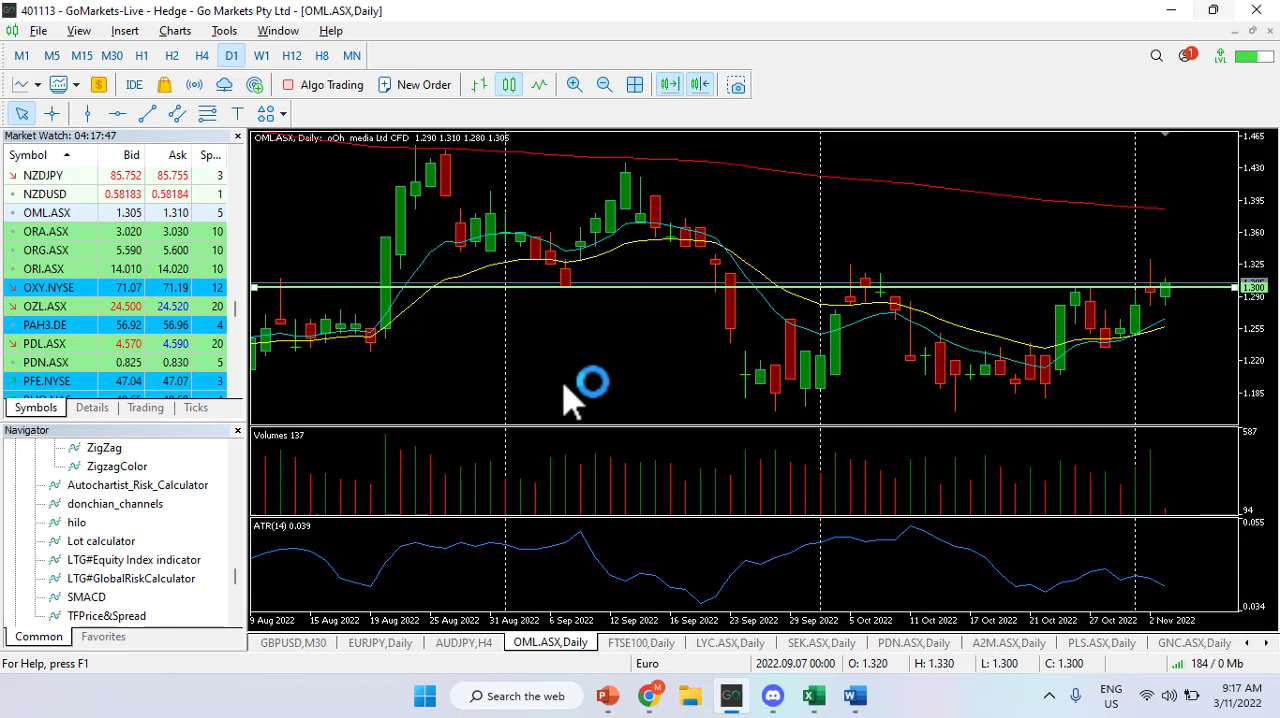 401113 - GoMarkets-Live - Hedge - Go Markets Pty Ltd - [OML.ASX,Daily]
File View Insert Charts Tools Window Help
M1 M5 M15 M30 H1 H2 H4 D1 W1 H12 H8 MN
1 LVL
IDE Algo Trading New Order
Market Watch: 04:17:47
Symbol Bid Ask Sp...
NZDJPY 85.752 85.755 3
NZDUSD 0.58184 0.58184 1
OML.ASX 1.305 1.310 5
ORA.ASX 3.020 3.030 10
ORG.ASX 5.590 5.600 10
ORI.ASX 14.010 14.020 10
OXY.NYSE 71.07 71.19 12
OZL.ASX 24.500 24.520 20
PAH3.DE 56.92 56.96 4
PDL.ASX 4.570 4.590 20
PDN.ASX 0.825 0.830 5
PFE.NYSE 47.04 47.07 3
Symbols Details Trading Ticks
Navigator
ZigZag
ZigzagColor
Autochartist_Risk_Calculator
donchian_channels
hilo
Lot calculator
LTG#Equity Index indicator
LTG#GlobalRiskCalculator
SMACD
TFPrice&Spread
Common Favorites
OML.ASX, Daily: oOh media Ltd CFD 1.290 1.310 1.280 1.305
1.465
1.430
1.395
1.360
1.325
1.300
1.290
1.255
1.220
1.185
Volumes 137
587
94
ATR(14) 0.039
0.055
0.034
9 Aug 2022 15 Aug 2022 19 Aug 2022 25 Aug 2022 31 Aug 2022 6 Sep 2022 12 Sep 2022 16 Sep 2022 23 Sep 2022 29 Sep 2022 5 Oct 2022 11 Oct 2022 17 Oct 2022 21 Oct 2022 27 Oct 2022 2 Nov 2022
GBPUSD,M30 EURJPY,Daily AUDJPY,H4 OML.ASX,Daily FTSE100,Daily LYC.ASX,Daily SEK.ASX,Daily PDN.ASX,Daily A2M.ASX,Daily PLS.ASX,Daily GNC.ASX,Daily
For Help, press F1 Euro 2022.09.07 00:00 O: 1.320 H: 1.330 L: 1.300 C: 1.300 184 / 0 Mb
Search the web
ENG
US
9:17 AM
3/11/2022